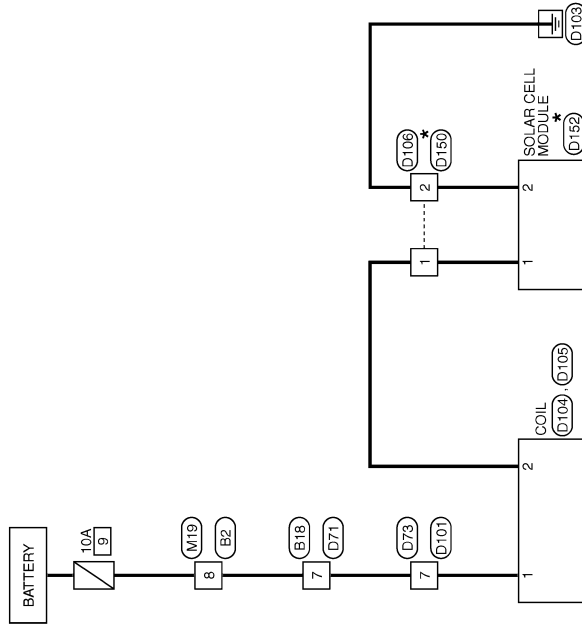 BATTERY
10A
9
8
M19
B2
7
B18
D71
7
D73
D101
1
2
COIL
D104 , D105
1
2
D106
*
D150
1
2
SOLAR CELL
MODULE
*
D152
D103